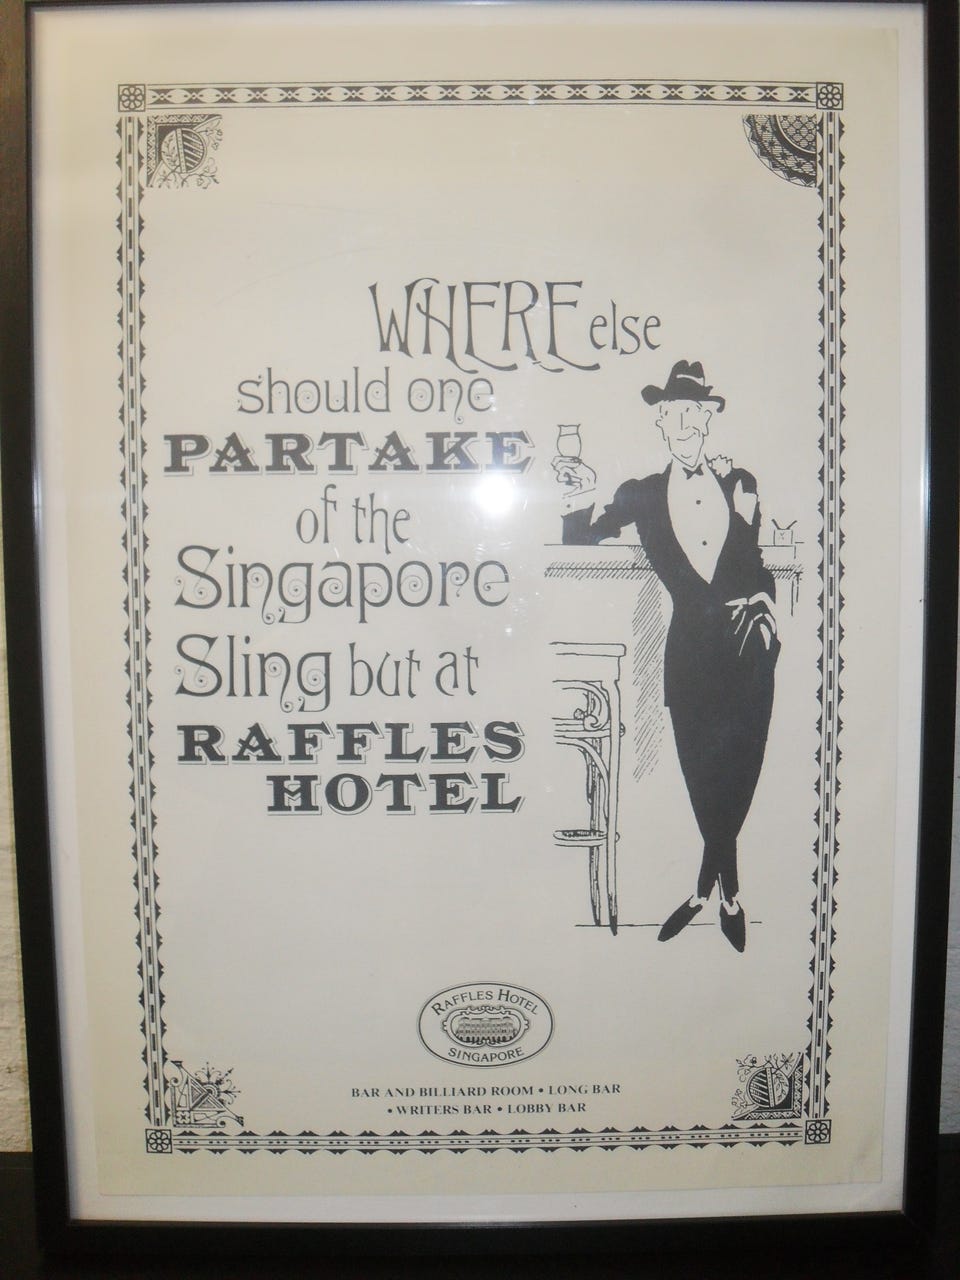 WHERE else
should one
PARTAKE
of the
Singapore
Sling but at
RAFFLES
HOTEL
RAFFLES HOTEL
SINGAPORE
BAR AND BILLIARD ROOM • LONG BAR
• WRITERS BAR • LOBBY BAR